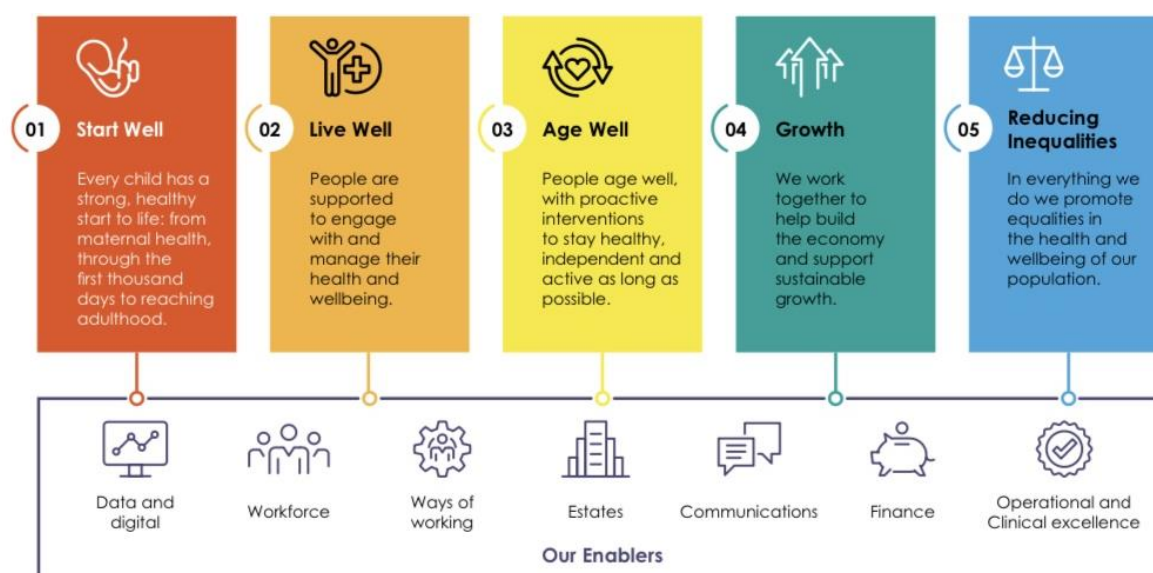 01
Start Well
Every child has a
strong, healthy
start to life: from
maternal health,
through the
first thousand
days to reaching
adulthood.
02
Live Well
People are
supported
to engage
with and
manage their
health and
wellbeing.
03
Age Well
People age well,
with proactive
interventions
to stay healthy,
independent and
active as long as
possible.
04
Growth
We work
together to
help build
the economy
and support
sustainable
growth.
05
Reducing
Inequalities
In everything we
do we promote
equalities in
the health and
wellbeing of our
population.
Data and
digital
Workforce
Ways of
working
Estates
Communications
Finance
Operational and
Clinical excellence
Our Enablers